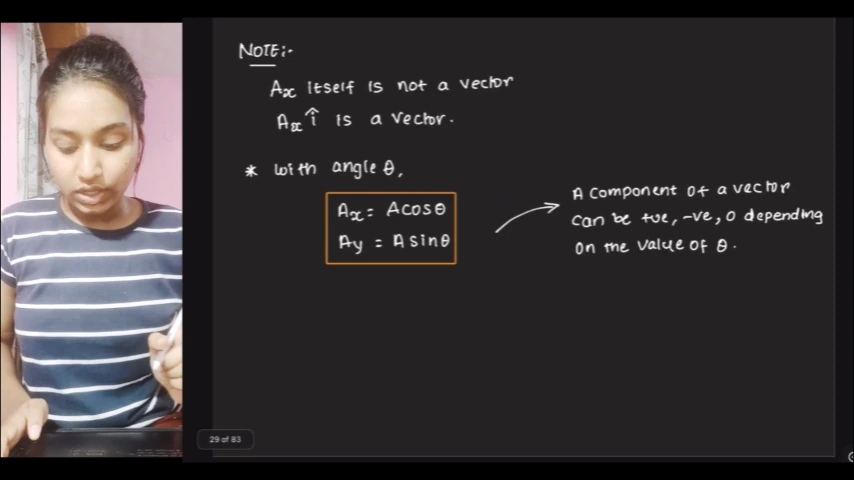 NOTE:-
Ax itself is not a vector
Ax î is a vector.
* with angle θ,
Ax = Acosθ
Ay = Asinθ
A component of a vector
can be +ve, -ve, 0 depending
on the value of θ.
29 of 83